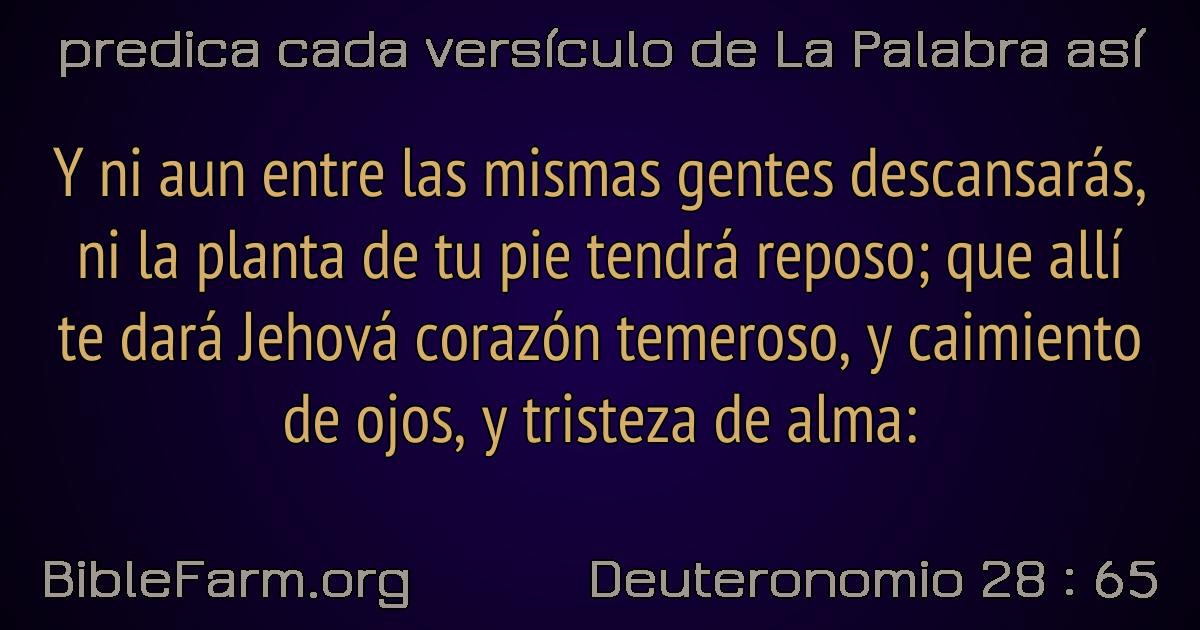 predica cada versículo de La Palabra así
Y ni aun entre las mismas gentes descansarás,
ni la planta de tu pie tendrá reposo; que allí
te dará Jehová corazón temeroso, y caimiento
de ojos, y tristeza de alma:
BibleFarm.org
Deuteronomio 28 : 65